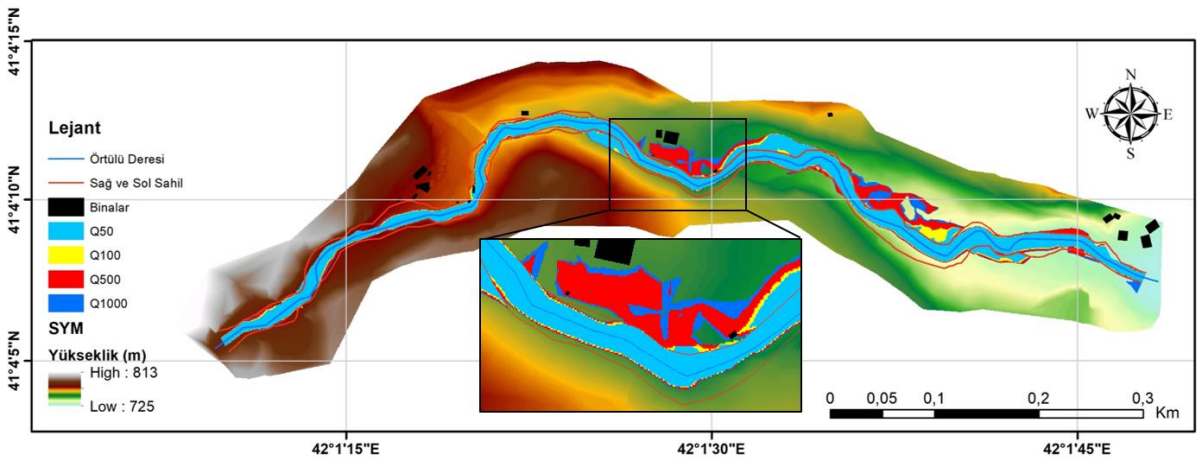 41°4'15"N
41°4'10"N
41°4'5"N
Lejant
Örtülü Deresi
Sağ ve Sol Sahil
Binalar
Q50
Q100
Q500
Q1000
SYM
Yükseklik (m)
High : 813
Low : 725
N
W E
S
0 0,05 0,1 0,2 0,3
Km
42°1'15"E 42°1'30"E 42°1'45"E